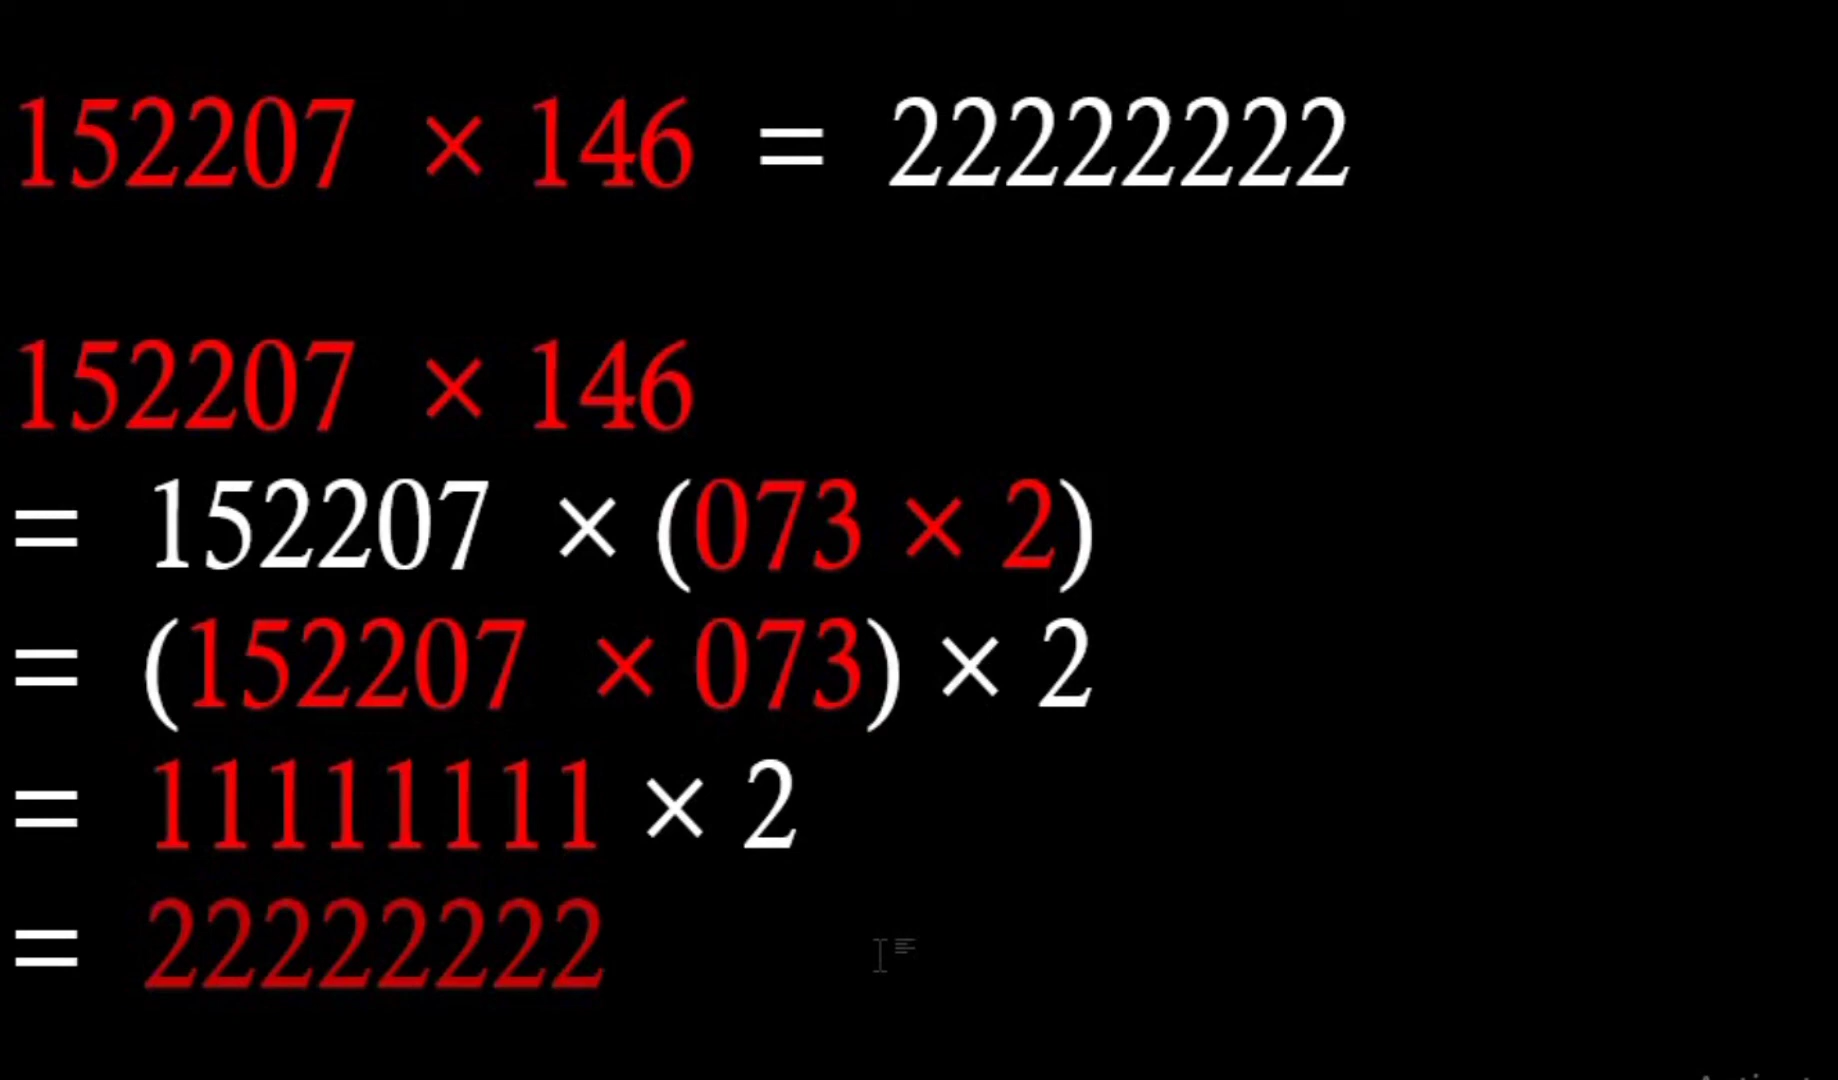 152207 × 146 = 22222222
152207 × 146
= 152207 × (073 × 2)
= (152207 × 073) × 2
= 11111111 × 2
= 22222222